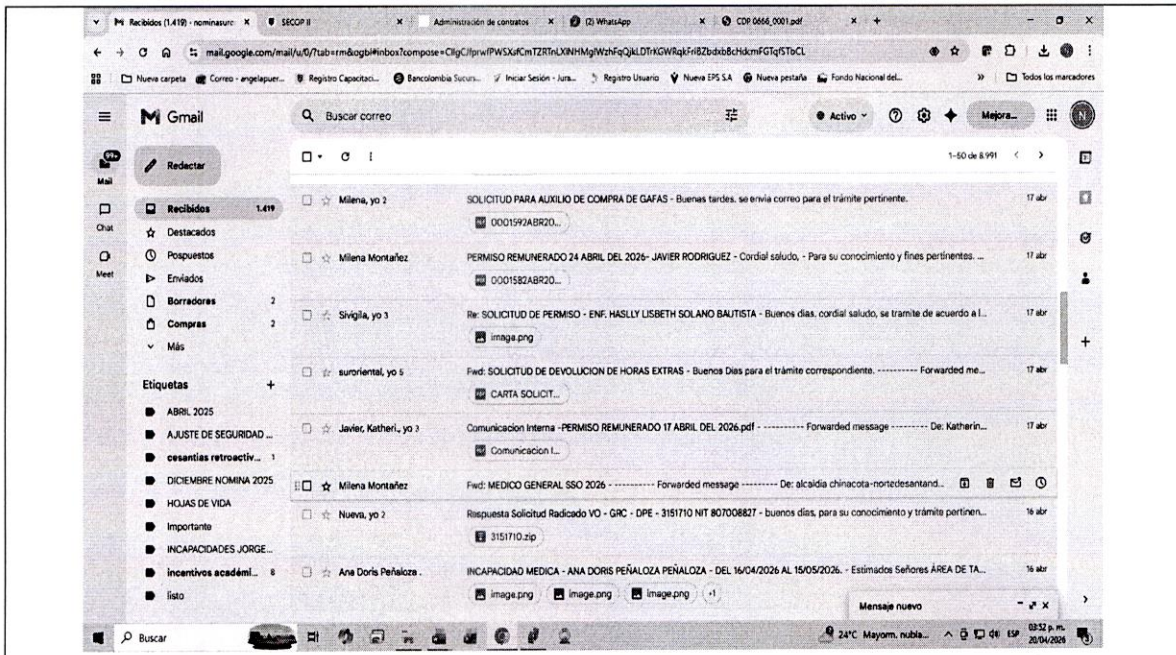 Recibidos (1.419) - nominasuro
SECOP II
Administración de contratos
(2) WhatsApp
CDP 0666_0001.pdf
Nueva carpeta
Correo - angelapuer...
Registro Capacitaci...
Bancolombia Sucurs...
Iniciar Sesión - Jura...
Registro Usuario
Nueva EPS S.A
Nueva pestaña
Fondo Nacional del...
»
Todos los marcadores
Gmail
Buscar correo
Activo
Mejora...
N
99+
Mail
Chat
Meet
Redactar
Recibidos 1.419
Destacados
Pospuestos
Enviados
Borradores 2
Compras 2
Más
Etiquetas +
ABRIL 2025
AJUSTE DE SEGURIDAD ...
cesantias retroactiv... 1
DICIEMBRE NOMINA 2025
HOJAS DE VIDA
Importante
INCAPACIDADES JORGE...
incentivos académi... 8
listo
1–50 de 8.991
Milena, yo 2 SOLICITUD PARA AUXILIO DE COMPRA DE GAFAS - Buenas tardes. se envia correo para el trámite pertinente. 17 abr
0001592ABR20...
Milena Montañez PERMISO REMUNERADO 24 ABRIL DEL 2026- JAVIER RODRIGUEZ - Cordial saludo, - Para su conocimiento y fines pertinentes. ... 17 abr
0001582ABR20...
Sivigila, yo 3 Re: SOLICITUD DE PERMISO - ENF. HASLLY LISBETH SOLANO BAUTISTA - Buenos dias. cordial saludo, se tramite de acuerdo a l... 17 abr
image.png
suroriental, yo 5 Fwd: SOLICITUD DE DEVOLUCION DE HORAS EXTRAS - Buenos Dias para el trámite correspondiente. ---------- Forwarded me... 17 abr
CARTA SOLICIT...
Javier, Katheri., yo 3 Comunicacion Interna -PERMISO REMUNERADO 17 ABRIL DEL 2026.pdf - ---------- Forwarded message --------- De: Katherin... 17 abr
Comunicacion I...
Milena Montañez Fwd: MEDICO GENERAL SSO 2026 - ---------- Forwarded message --------- De: alcaldia chinacota-nortedesantand...
Nueva, yo 2 Respuesta Solicitud Radicado VO - GRC - DPE - 3151710 NIT 807008827 - buenos días, para su conocimiento y trámite pertinen... 16 abr
3151710.zip
Ana Doris Peñaloza . INCAPACIDAD MEDICA - ANA DORIS PEÑALOZA PEÑALOZA - DEL 16/04/2026 AL 15/05/2026. - Estimados Señores ÁREA DE TA... 16 abr
image.png image.png image.png +1
Mensaje nuevo
Buscar
24°C Mayorm. nubla...
ESP
03:52 p. m.
20/04/2026